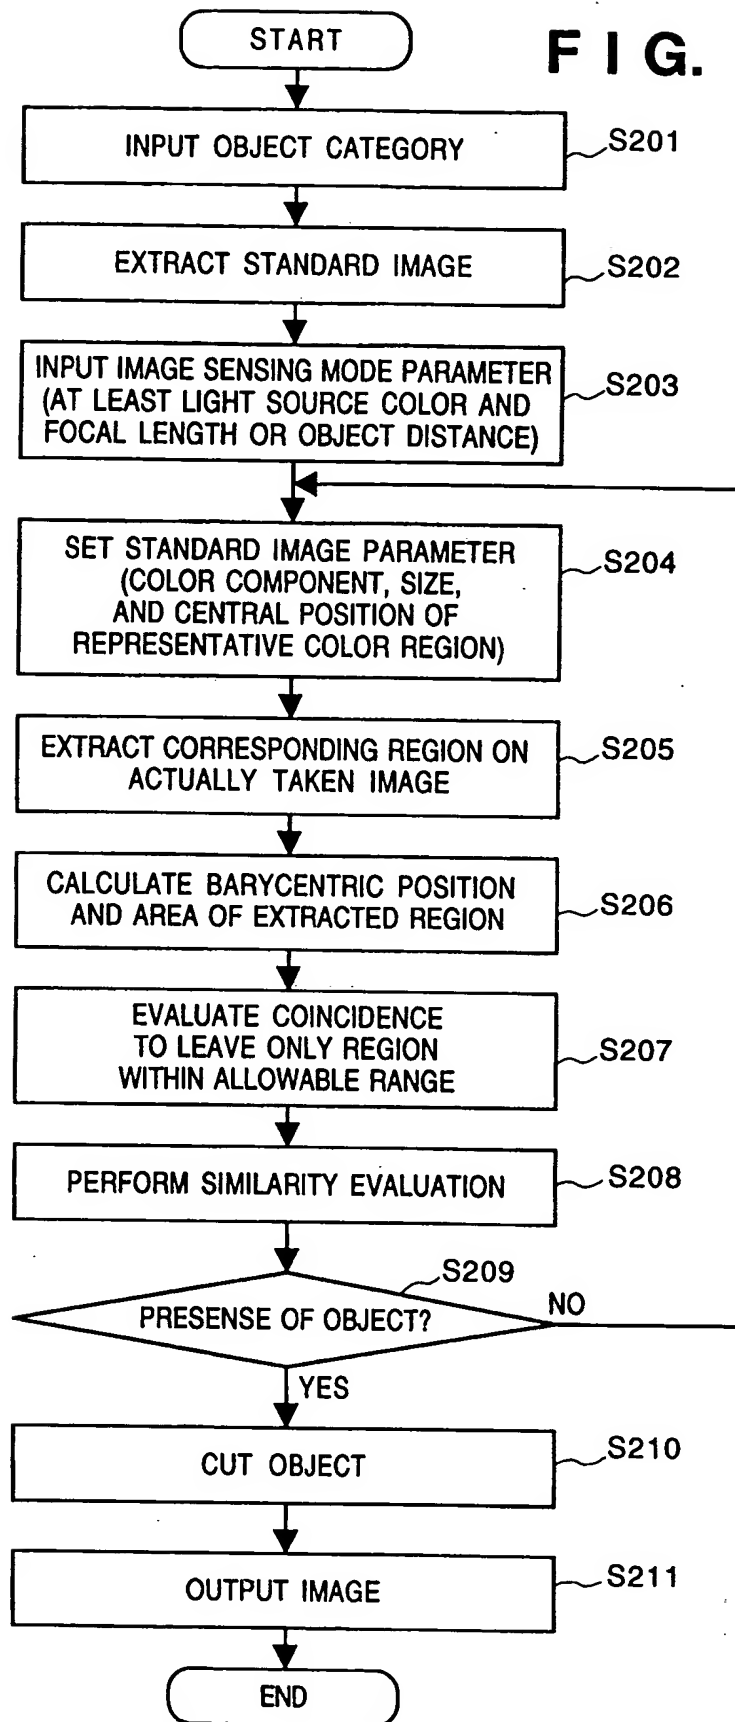 START
FIG.
INPUT OBJECT CATEGORY
S201
EXTRACT STANDARD IMAGE
S202
INPUT IMAGE SENSING MODE PARAMETER
(AT LEAST LIGHT SOURCE COLOR AND
FOCAL LENGTH OR OBJECT DISTANCE)
S203
SET STANDARD IMAGE PARAMETER
(COLOR COMPONENT, SIZE,
AND CENTRAL POSITION OF
REPRESENTATIVE COLOR REGION)
S204
EXTRACT CORRESPONDING REGION ON
ACTUALLY TAKEN IMAGE
S205
CALCULATE BARYCENTRIC POSITION
AND AREA OF EXTRACTED REGION
S206
EVALUATE COINCIDENCE
TO LEAVE ONLY REGION
WITHIN ALLOWABLE RANGE
S207
PERFORM SIMILARITY EVALUATION
S208
S209
PRESENSE OF OBJECT?
NO
YES
CUT OBJECT
S210
OUTPUT IMAGE
S211
END